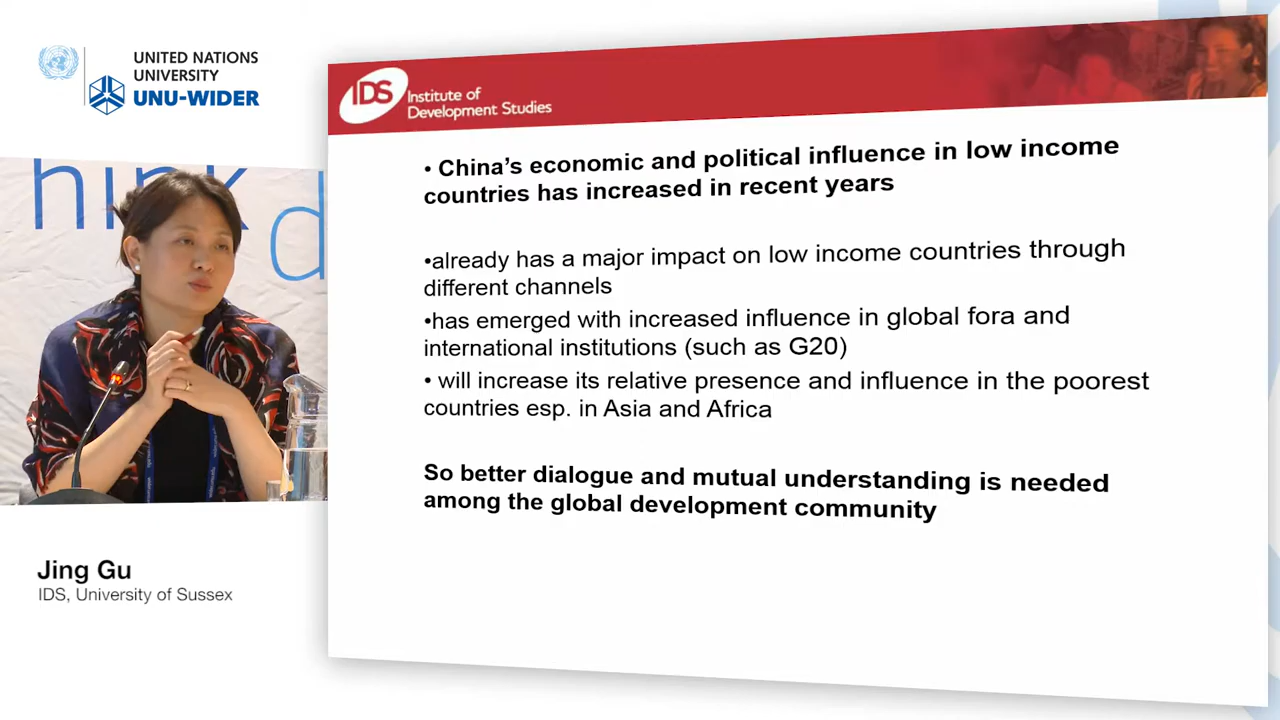 UNITED NATIONS
UNIVERSITY
UNU-WIDER
IDS
Institute of
Development Studies
• China's economic and political influence in low income
countries has increased in recent years
•already has a major impact on low income countries through
different channels
•has emerged with increased influence in global fora and
international institutions (such as G20)
• will increase its relative presence and influence in the poorest
countries esp. in Asia and Africa
So better dialogue and mutual understanding is needed
among the global development community
Jing Gu
IDS, University of Sussex